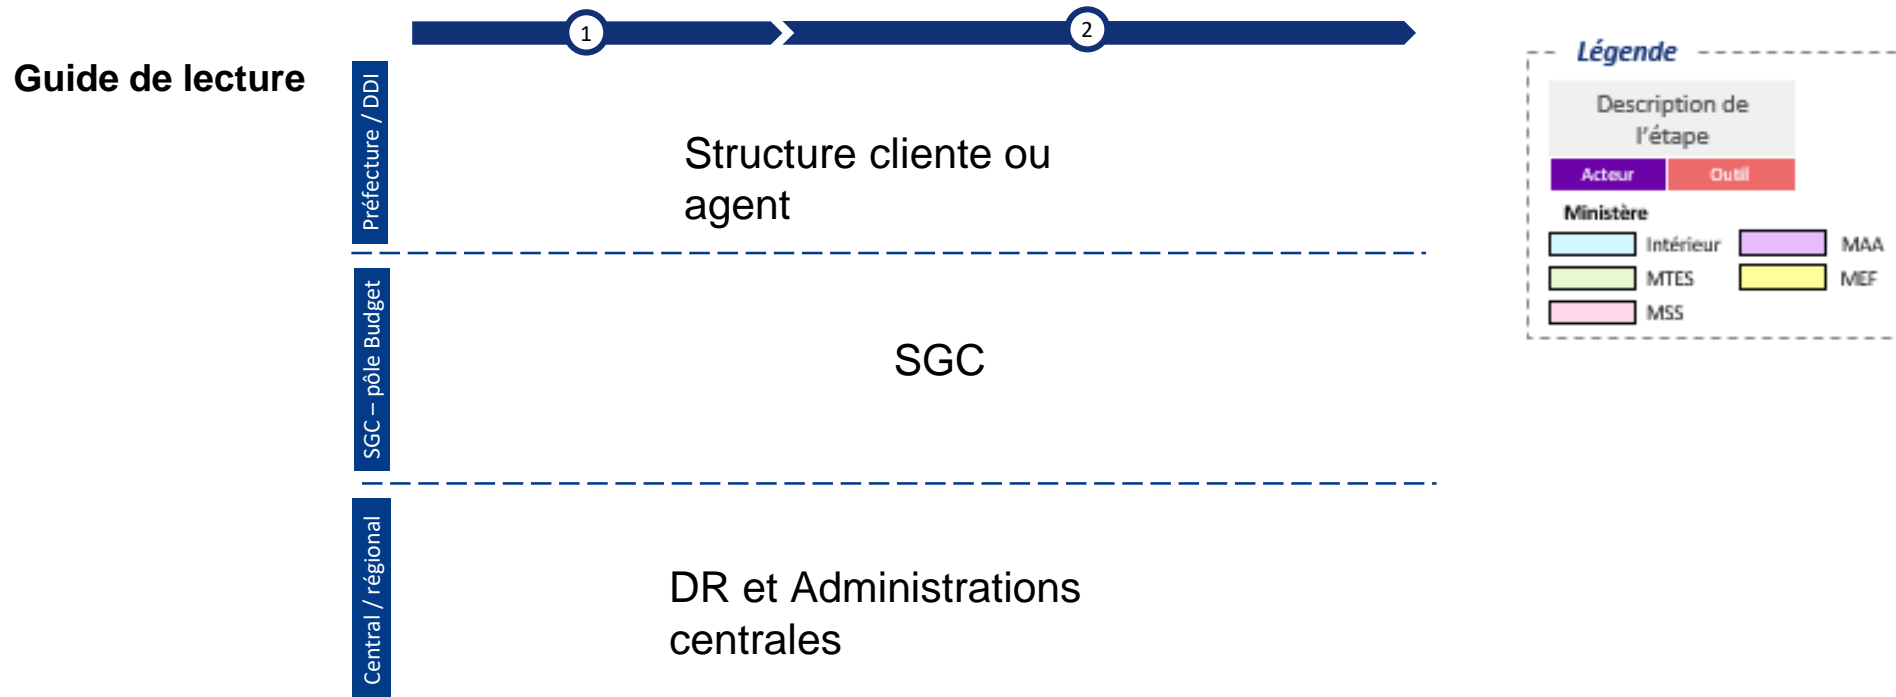 1
2
Guide de lecture
Préfecture / DDI
Structure cliente ou
agent
SGC – pôle Budget
SGC
Central / régional
DR et Administrations
centrales
Légende
Description de
l'étape
Acteur
Outil
Ministère
Intérieur
MAA
MTES
MEF
MSS